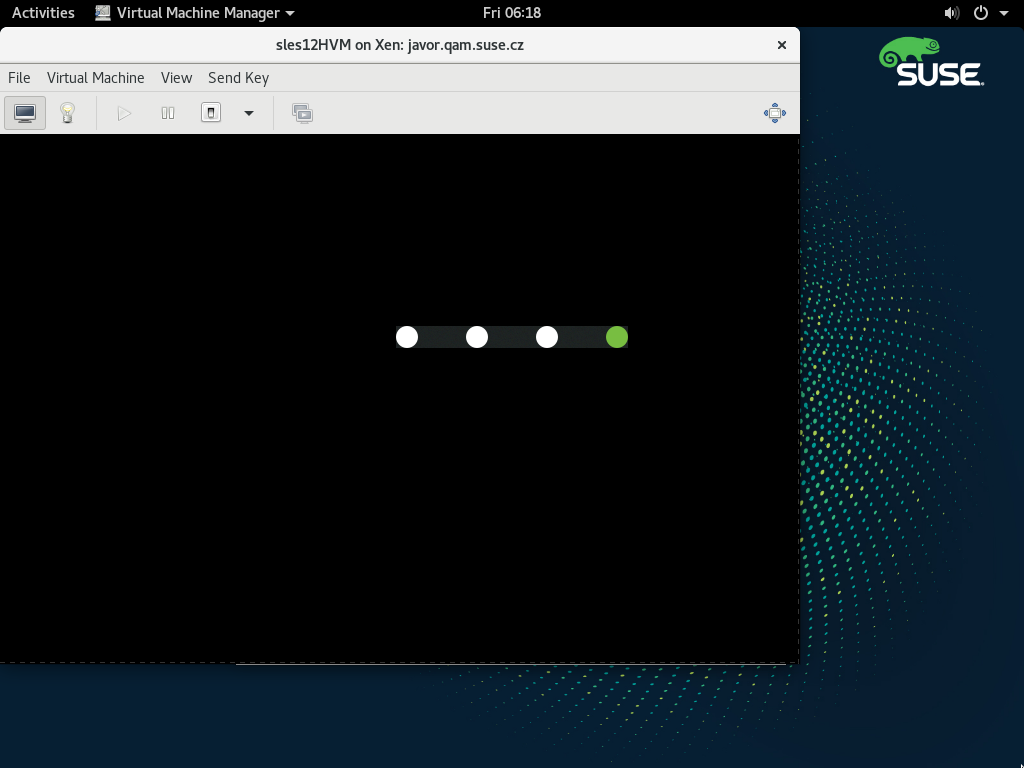 Activities Virtual Machine Manager Fri 06:18
sles12HVM on Xen: javor.qam.suse.cz
File Virtual Machine View Send Key
SUSE